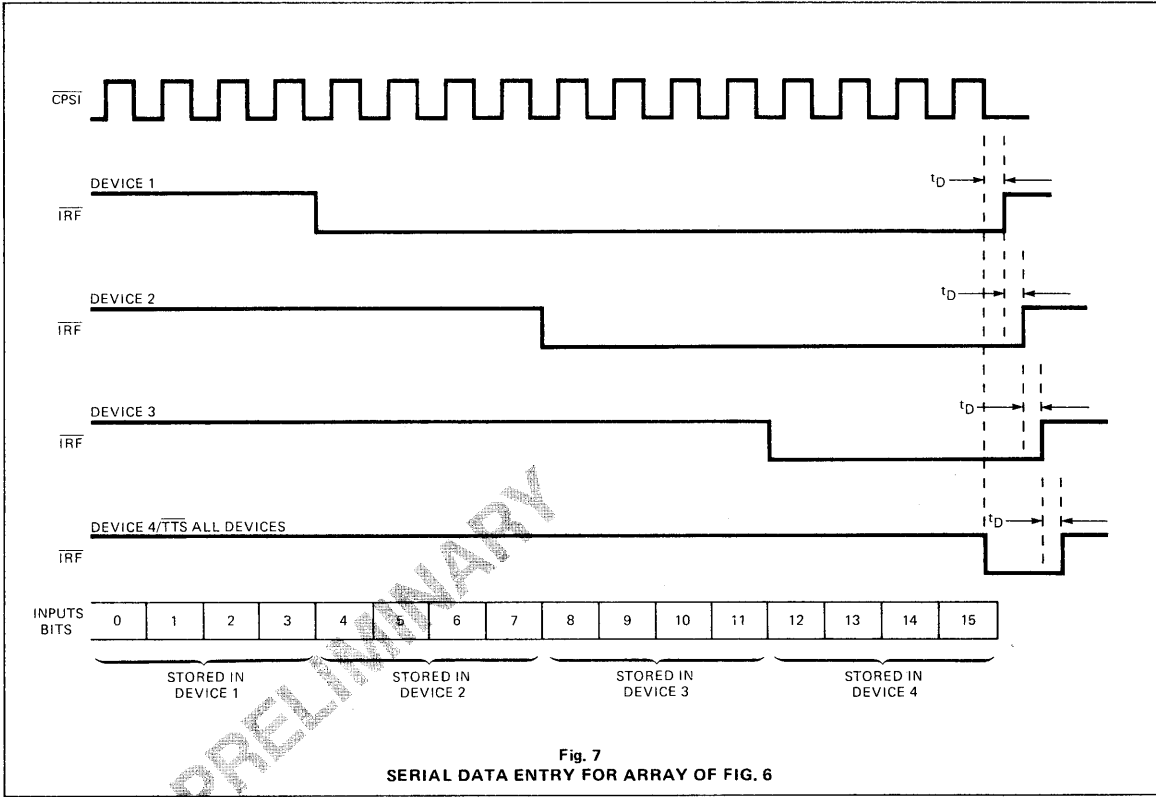 CPSI
DEVICE 1
tD
IRF
DEVICE 2
tD
IRF
DEVICE 3
tD
IRF
DEVICE 4/TTS ALL DEVICES
tD
IRF
INPUTS BITS 0 1 2 3 4 5 6 7 8 9 10 11 12 13 14 15
STORED IN DEVICE 1
STORED IN DEVICE 2
STORED IN DEVICE 3
STORED IN DEVICE 4
PRELIMINARY
Fig. 7
SERIAL DATA ENTRY FOR ARRAY OF FIG. 6